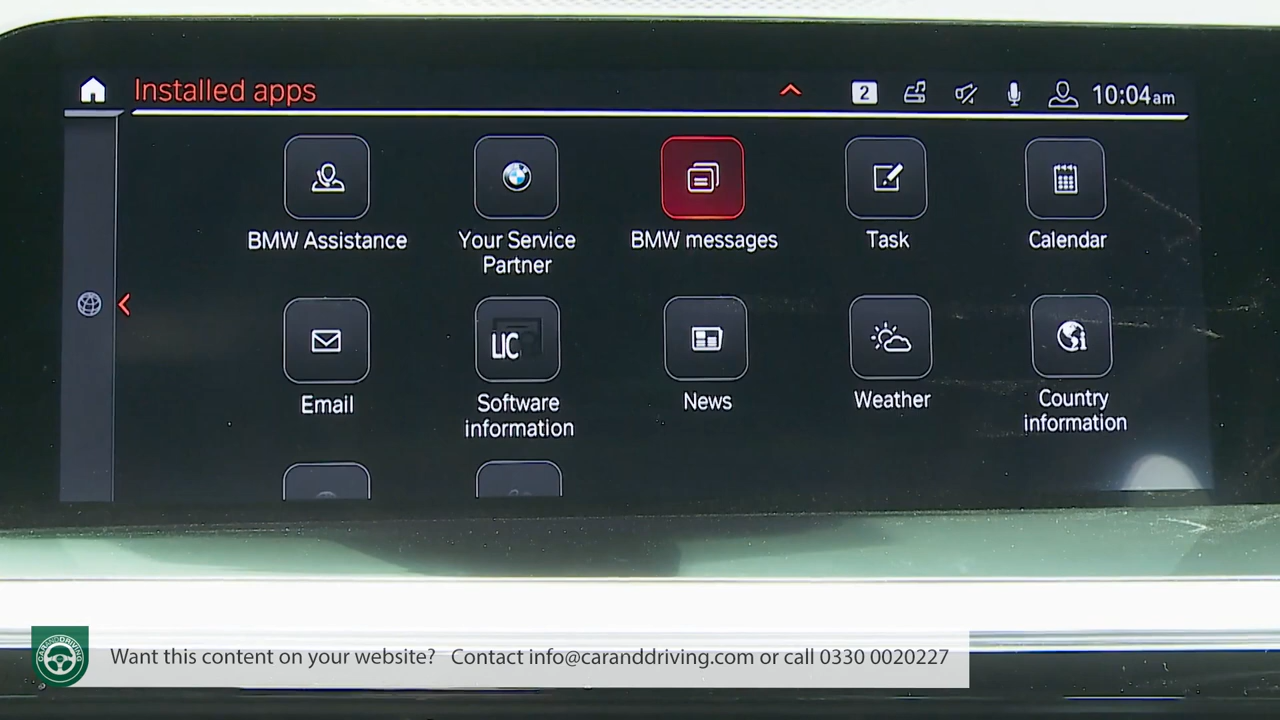 Installed apps
2
10:04am
BMW Assistance
Your Service
Partner
BMW messages
Task
Calendar
LIC
Email
Software
information
News
Weather
Country
information
CARANDDRIVING
Want this content on your website? Contact info@caranddriving.com or call 0330 0020227